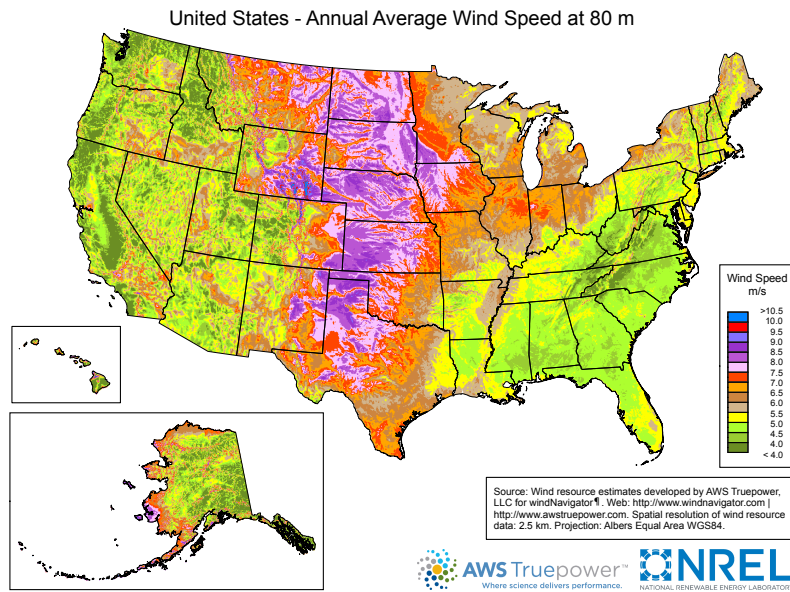 United States - Annual Average Wind Speed at 80 m
Wind Speed
m/s
>10.5
10.0
9.5
9.0
8.5
8.0
7.5
7.0
6.5
6.0
5.5
5.0
4.5
4.0
< 4.0
Source: Wind resource estimates developed by AWS Truepower,
LLC for windNavigator¶ . Web: http://www.windnavigator.com |
http://www.awstruepower.com. Spatial resolution of wind resource
data: 2.5 km. Projection: Albers Equal Area WGS84.
AWS Truepower™
Where science delivers performance.
NREL
NATIONAL RENEWABLE ENERGY LABORATORY